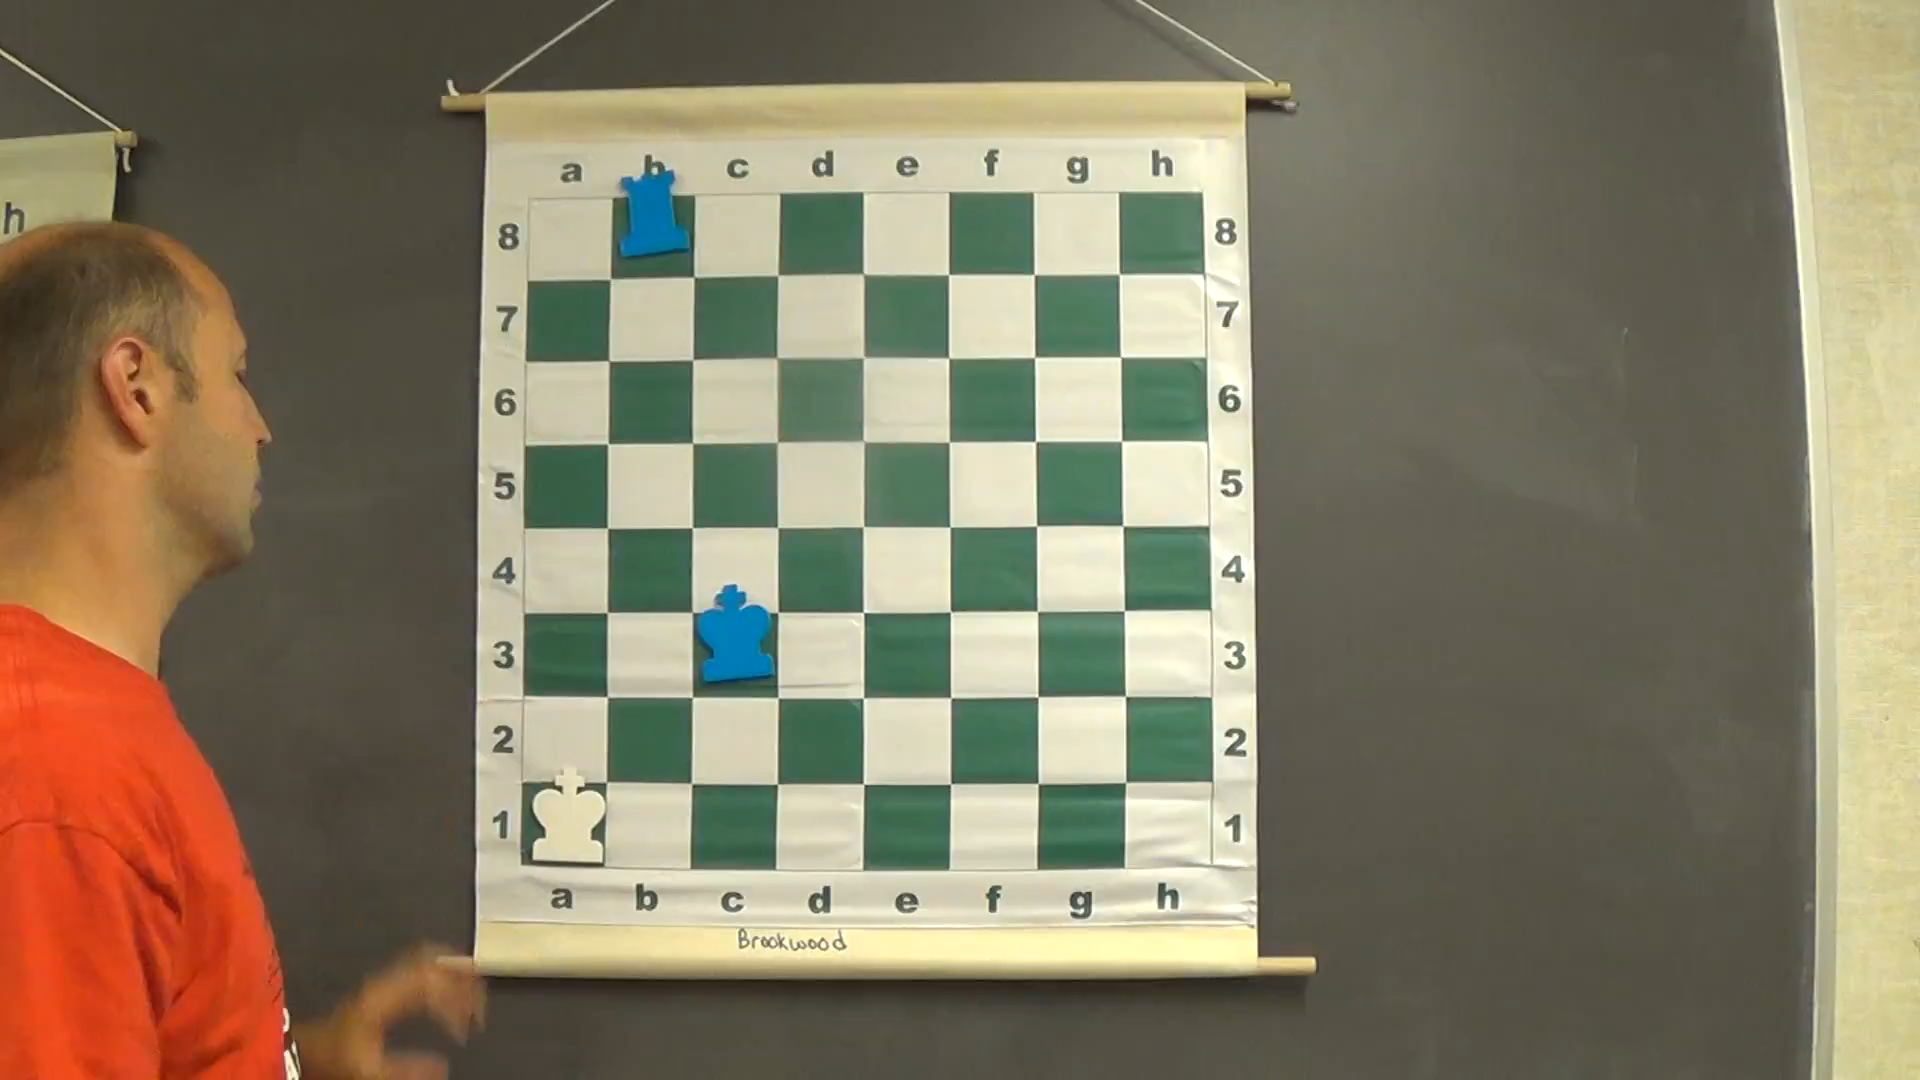 h
a b c d e f g h
8 8
7 7
6 6
5 5
4 4
3 3
2 2
1 1
a b c d e f g h
Brookwood